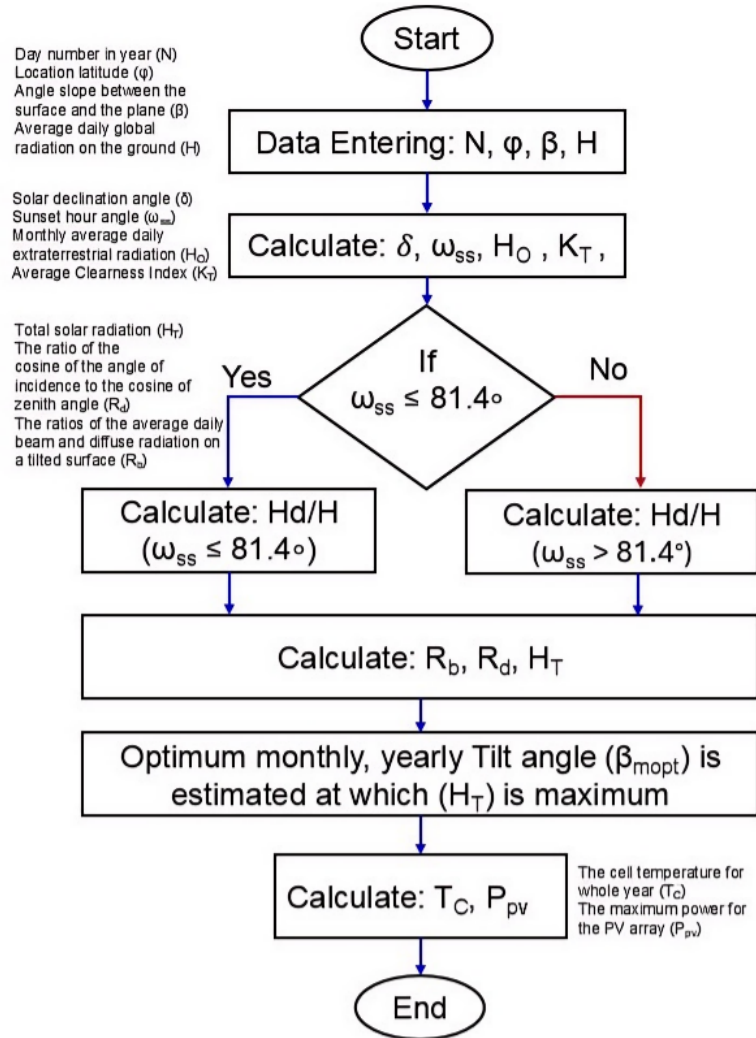 Start
Day number in year (N)
Location latitude (φ)
Angle slope between the
surface and the plane (β)
Average daily global
radiation on the ground (H)
Data Entering: N, φ, β, H
Solar declination angle (δ)
Sunset hour angle (ωss)
Monthly average daily
extraterrestrial radiation (HO)
Average Clearness Index (KT)
Calculate: δ, ωss, HO , KT ,
Total solar radiation (HT)
The ratio of the
cosine of the angle of
incidence to the cosine of
zenith angle (Rd)
The ratios of the average daily
beam and diffuse radiation on
a tilted surface (Rb)
Yes
If
ωss ≤ 81.4∘
No
Calculate: Hd/H
(ωss ≤ 81.4∘)
Calculate: Hd/H
(ωss > 81.4°)
Calculate: Rb, Rd, HT
Optimum monthly, yearly Tilt angle (βmopt) is
estimated at which (HT) is maximum
Calculate: TC, Ppv
The cell temperature for
whole year (TC)
The maximum power for
the PV array (Ppv)
End